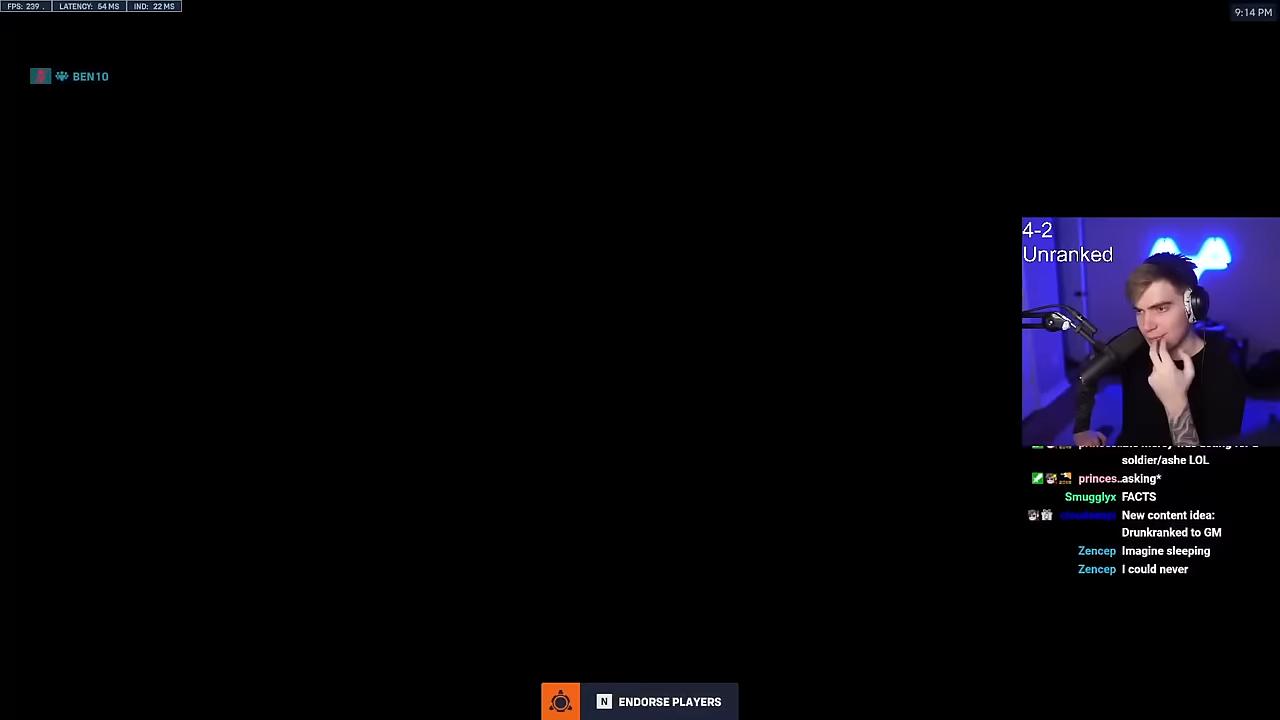 FPS: 239 . LATENCY: 54 MS IND: 22 MS
9:14 PM
BEN10
4-2
Unranked
soldier/ashe LOL
princes..asking*
Smugglyx FACTS
New content idea:
Drunkranked to GM
Zencep Imagine sleeping
Zencep I could never
N ENDORSE PLAYERS